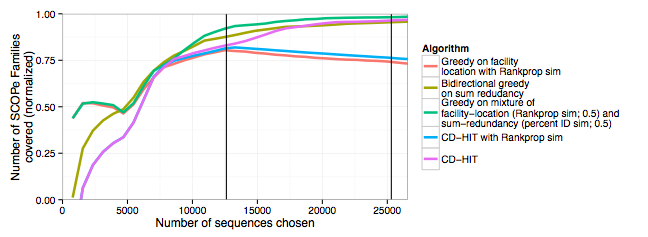 1.00
0.75
0.50
0.25
0.00
Number of SCOPe Families
covered (normalized)
0
5000
10000
15000
20000
25000
Number of sequences chosen
Algorithm
Greedy on facility
location with Rankprop sim
Bidirectional greedy
on sum redudancy
Greedy on mixture of
facility−location (Rankprop sim; 0.5) and
sum−redundancy (percent ID sim; 0.5)
CD−HIT with Rankprop sim
CD−HIT